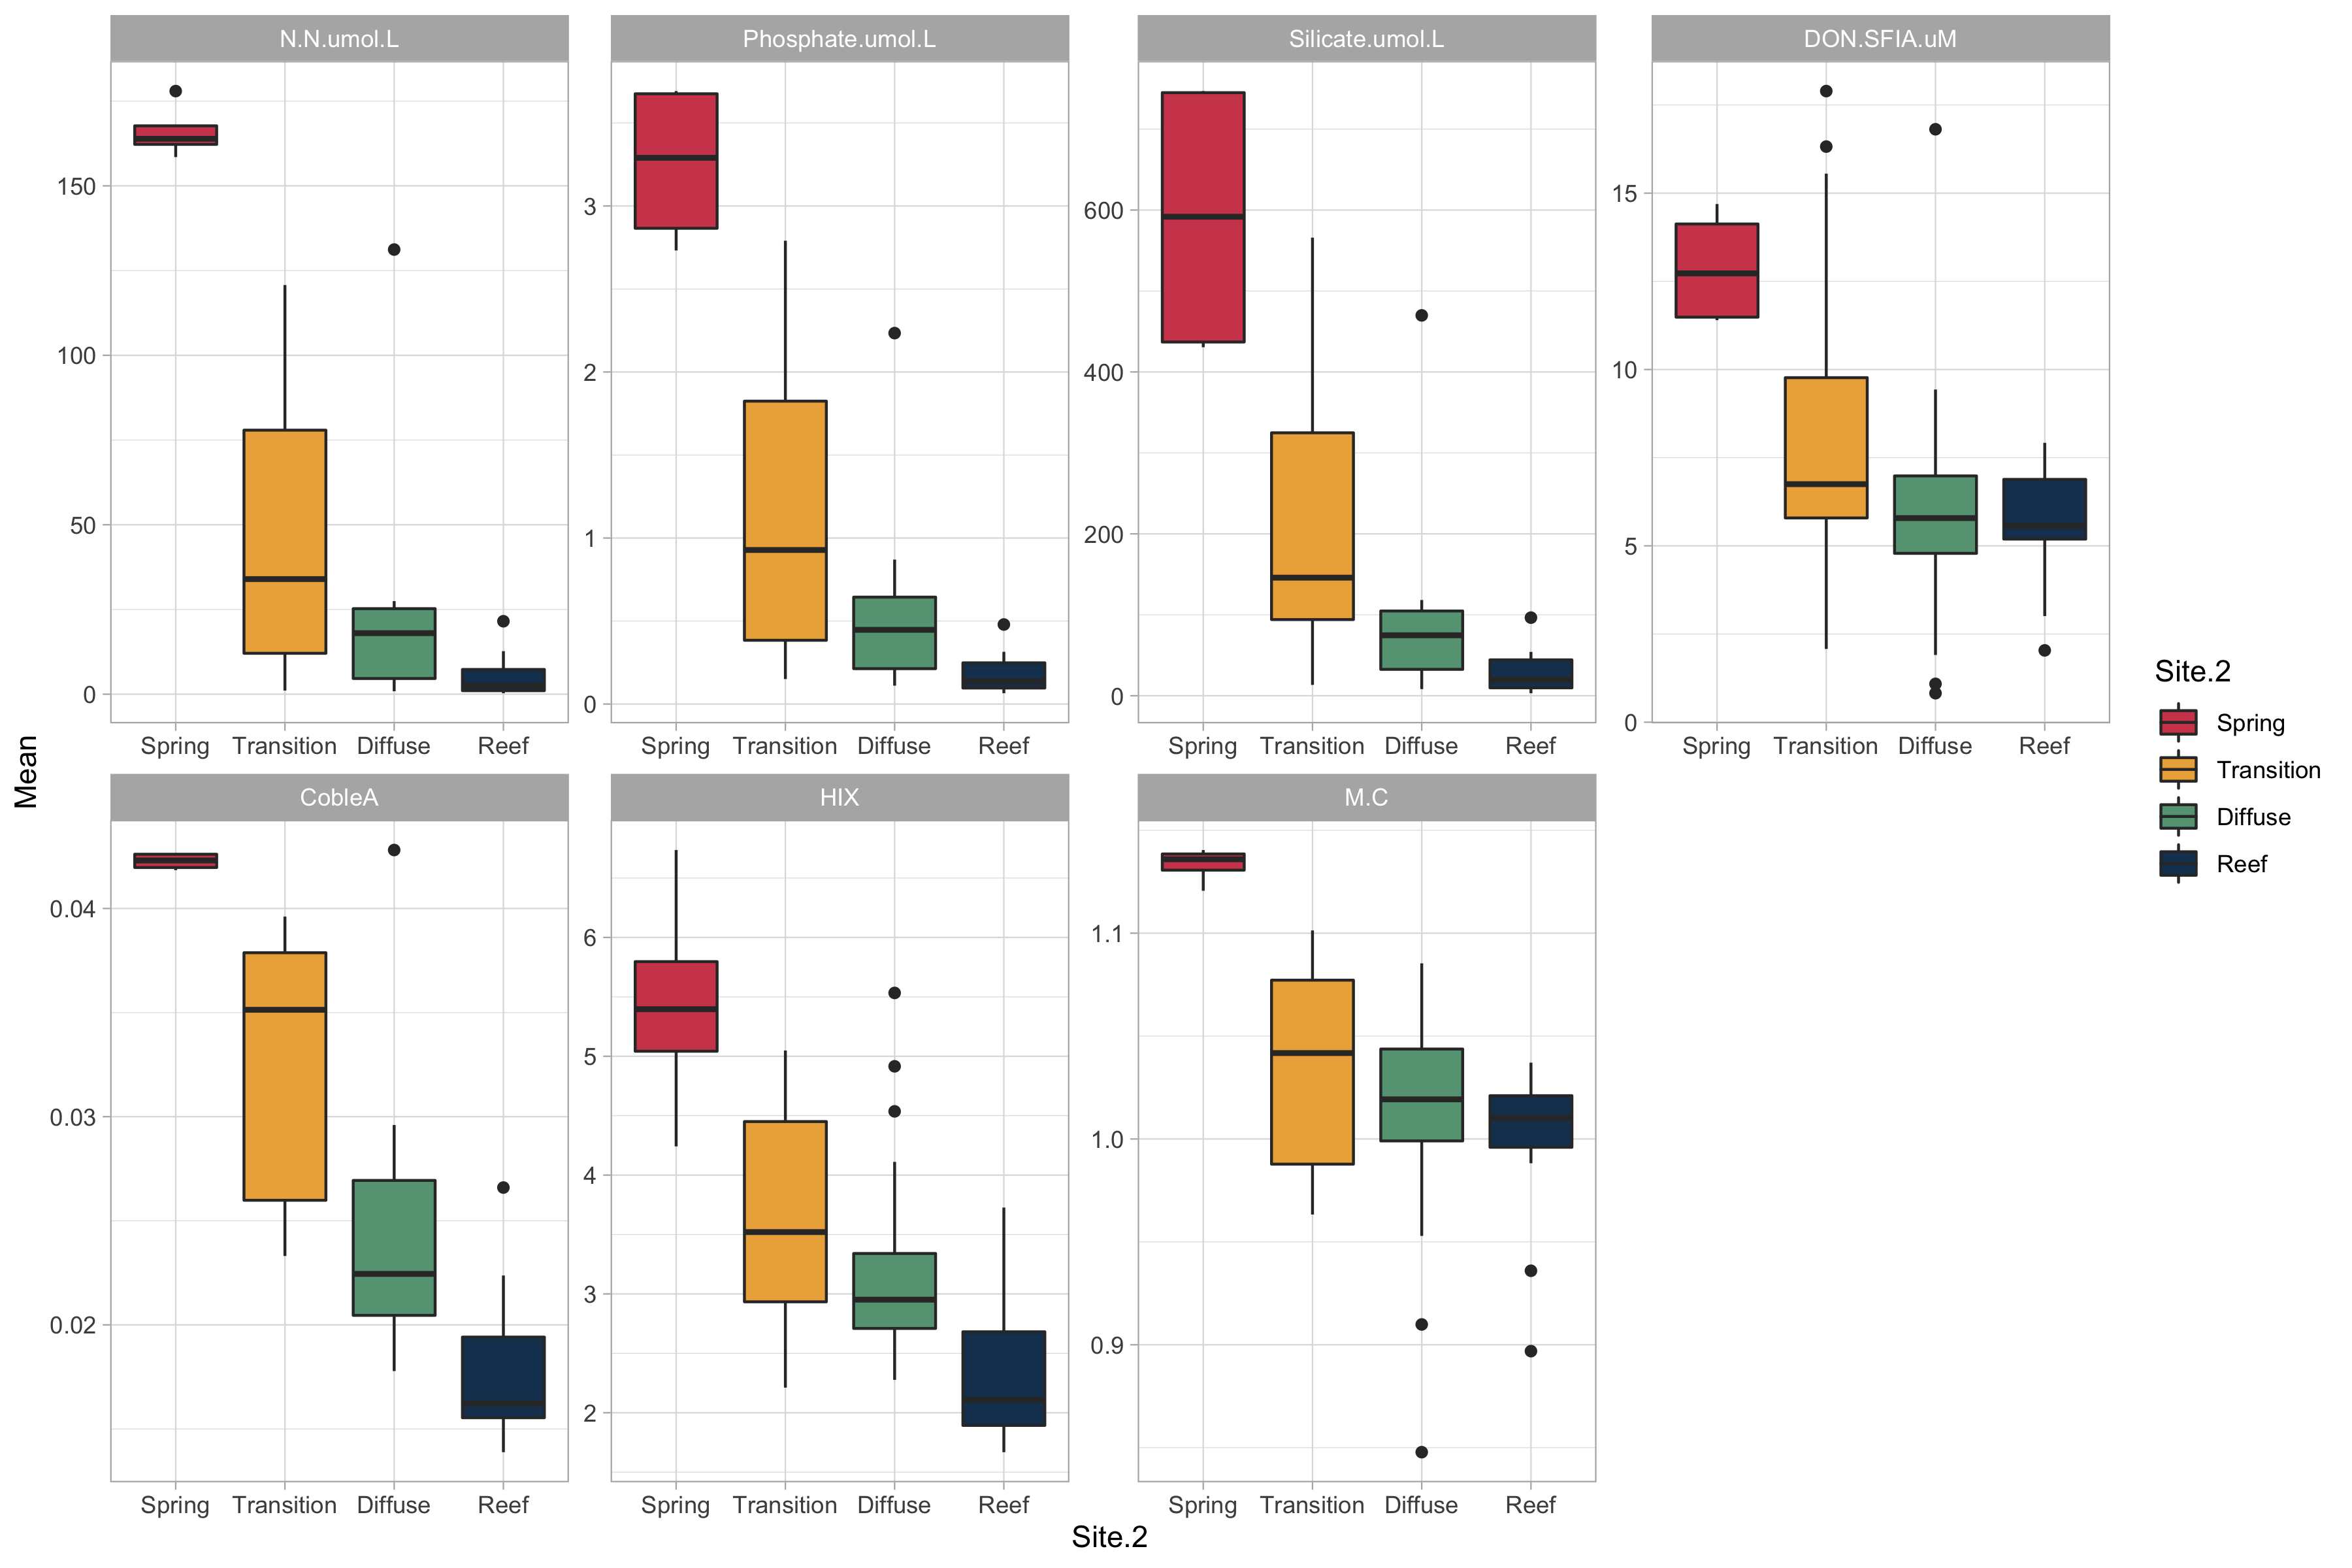 N.N.umol.L
Phosphate.umol.L
Silicate.umol.L
DON.SFIA.uM
150
100
50
0
3
2
1
0
600
400
200
0
15
10
5
0
Spring Transition Diffuse Reef
Spring Transition Diffuse Reef
Spring Transition Diffuse Reef
Spring Transition Diffuse Reef
Mean
CobleA
HIX
M.C
0.04
0.03
0.02
6
5
4
3
2
1.1
1.0
0.9
Spring Transition Diffuse Reef
Spring Transition Diffuse Reef
Spring Transition Diffuse Reef
Site.2
Site.2
Spring
Transition
Diffuse
Reef